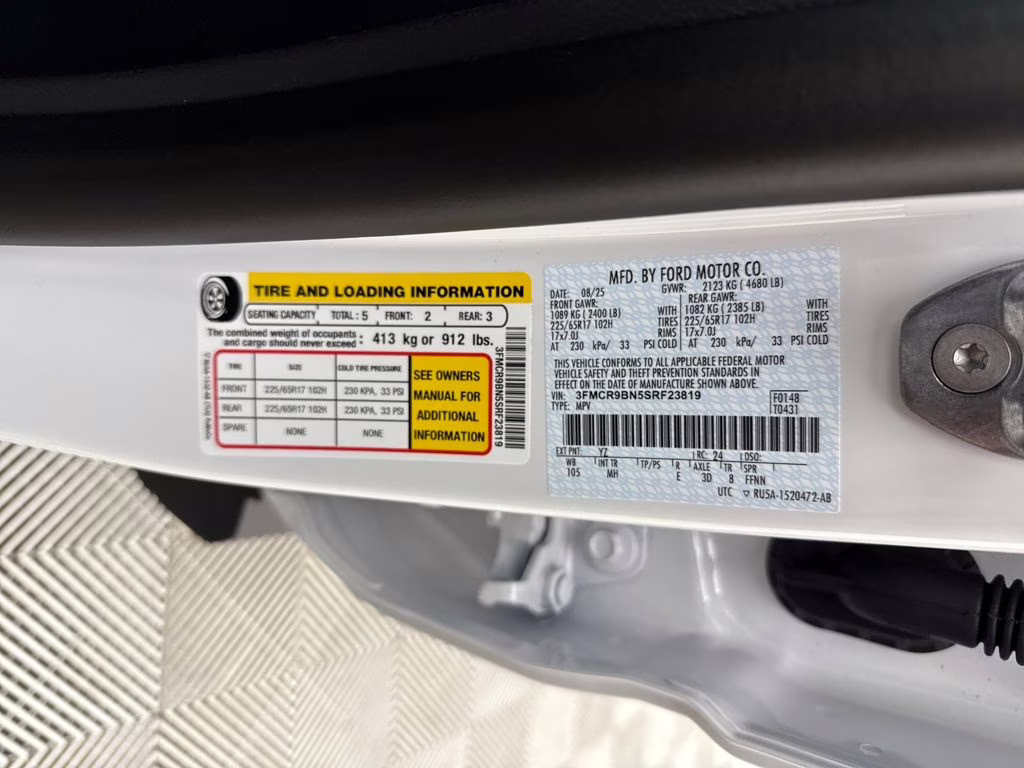 TIRE AND LOADING INFORMATION
SEATING CAPACITY TOTAL : 5 FRONT: 2 REAR: 3
The combined weight of occupants and cargo should never exceed : 413 kg or 912 lbs.
TIRE SIZE COLD TIRE PRESSURE
FRONT 225/65R17 102H 230 KPA, 33 PSI
REAR 225/65R17 102H 230 KPA, 33 PSI
SPARE NONE NONE
SEE OWNERS
MANUAL FOR
ADDITIONAL
INFORMATION
3FMCR9BN5SRF23819
MFD. BY FORD MOTOR CO.
DATE: 08/25 GVWR: 2123 KG ( 4680 LB)
FRONT GAWR: REAR GAWR:
1089 KG ( 2400 LB) WITH 1082 KG ( 2385 LB) WITH
225/65R17 102H TIRES 225/65R17 102H TIRES
17x7.0J RIMS 17x7.0J RIMS
AT 230 kPa/ 33 PSI COLD AT 230 kPa/ 33 PSI COLD
THIS VEHICLE CONFORMS TO ALL APPLICABLE FEDERAL MOTOR
VEHICLE SAFETY AND THEFT PREVENTION STANDARDS IN
EFFECT ON THE DATE OF MANUFACTURE SHOWN ABOVE.
VIN: 3FMCR9BN5SRF23819 F0148
TYPE: MPV T0431
EXT PNT: YZ RC: 24 DSO:
WB INT TR TP/PS R AXLE TR SPR
105 MH E 3D 8 FFNN
UTC ▽ RU5A-1520472-AB